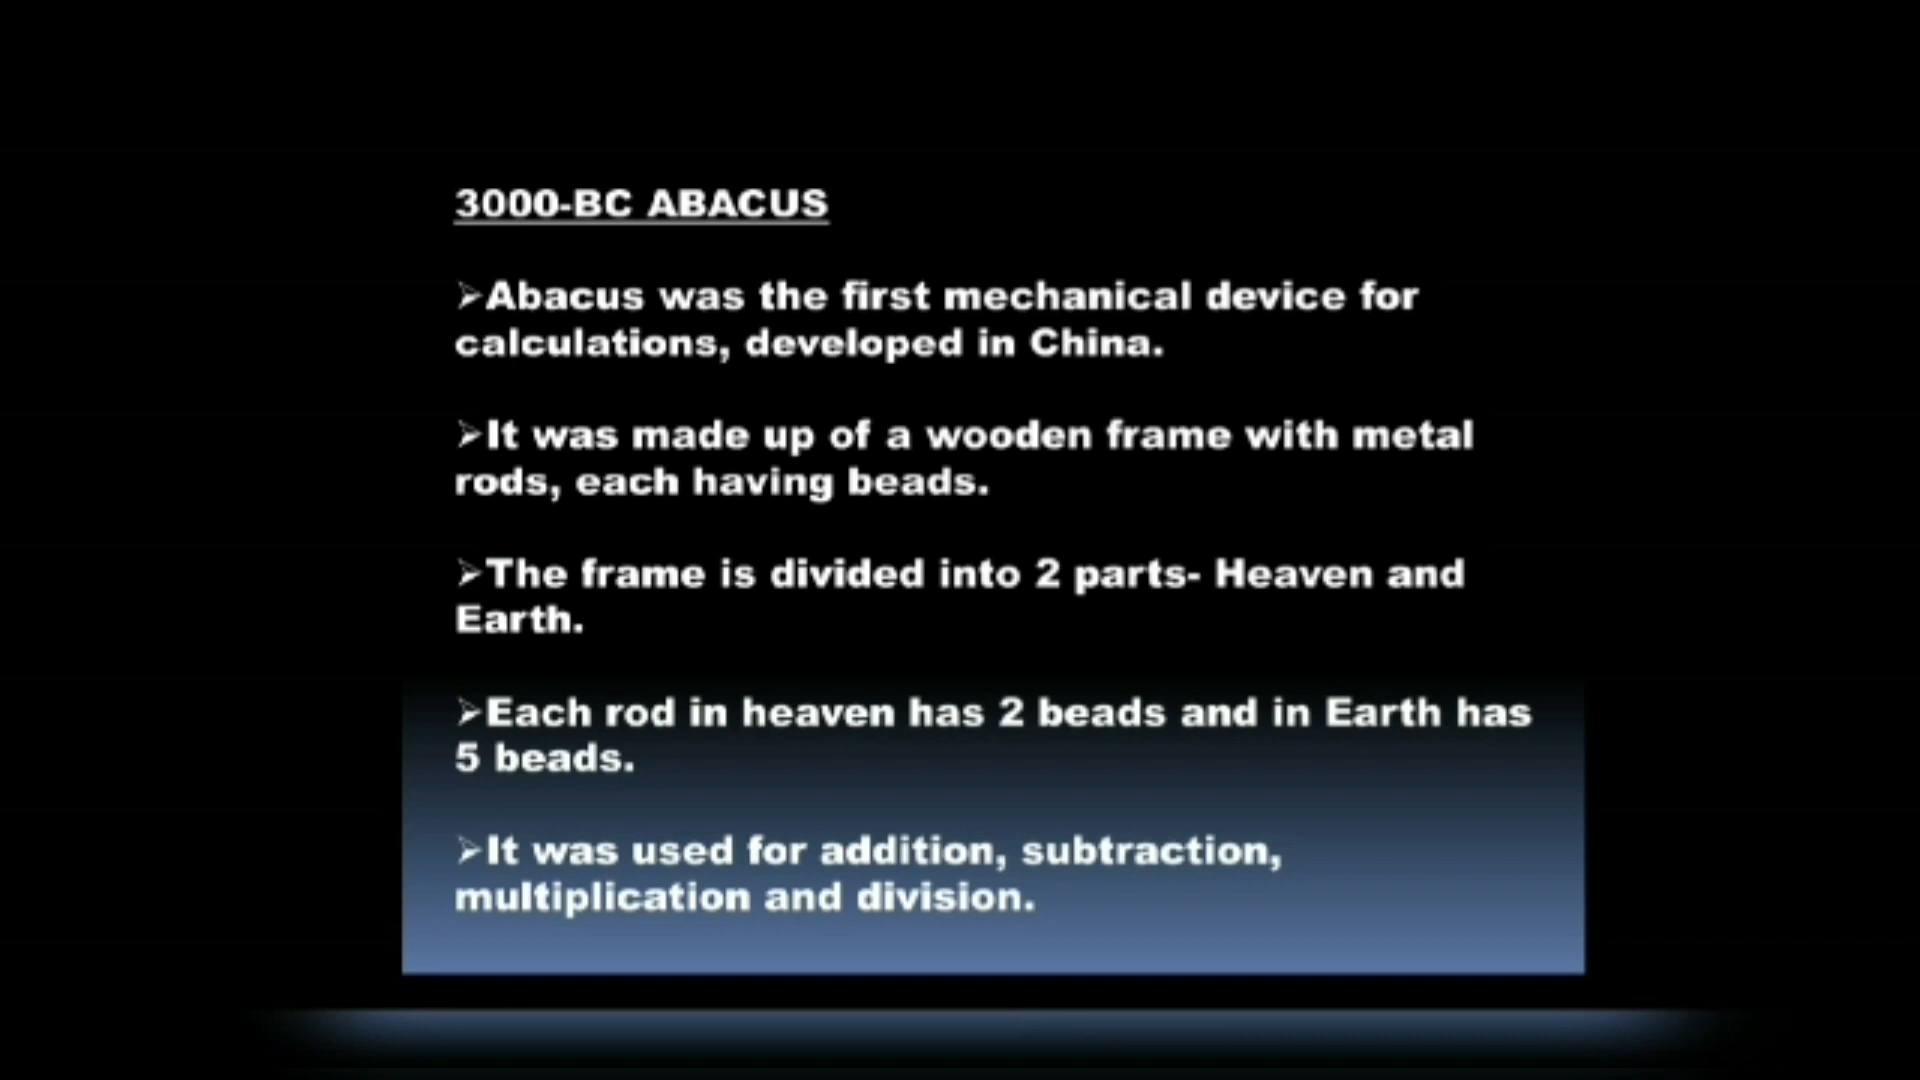 3000-BC ABACUS
➢Abacus was the first mechanical device for
calculations, developed in China.
➢It was made up of a wooden frame with metal
rods, each having beads.
➢The frame is divided into 2 parts- Heaven and
Earth.
➢Each rod in heaven has 2 beads and in Earth has
5 beads.
➢It was used for addition, subtraction,
multiplication and division.